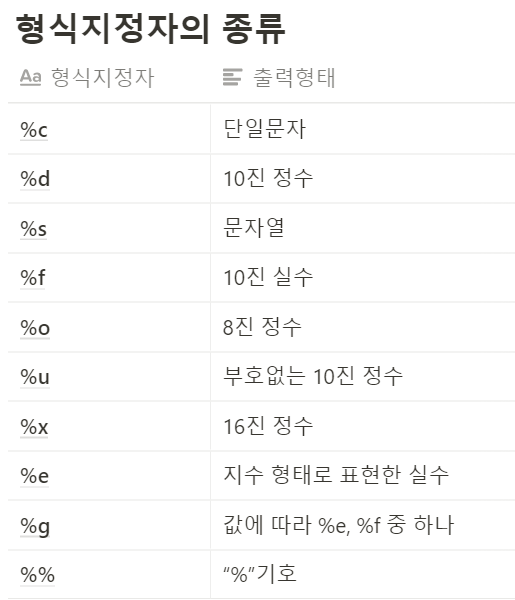 형식지정자의 종류
Aa 형식지정자 출력형태
%c 단일문자
%d 10진 정수
%s 문자열
%f 10진 실수
%o 8진 정수
%u 부호없는 10진 정수
%x 16진 정수
%e 지수 형태로 표현한 실수
%g 값에 따라 %e, %f 중 하나
%% “%”기호